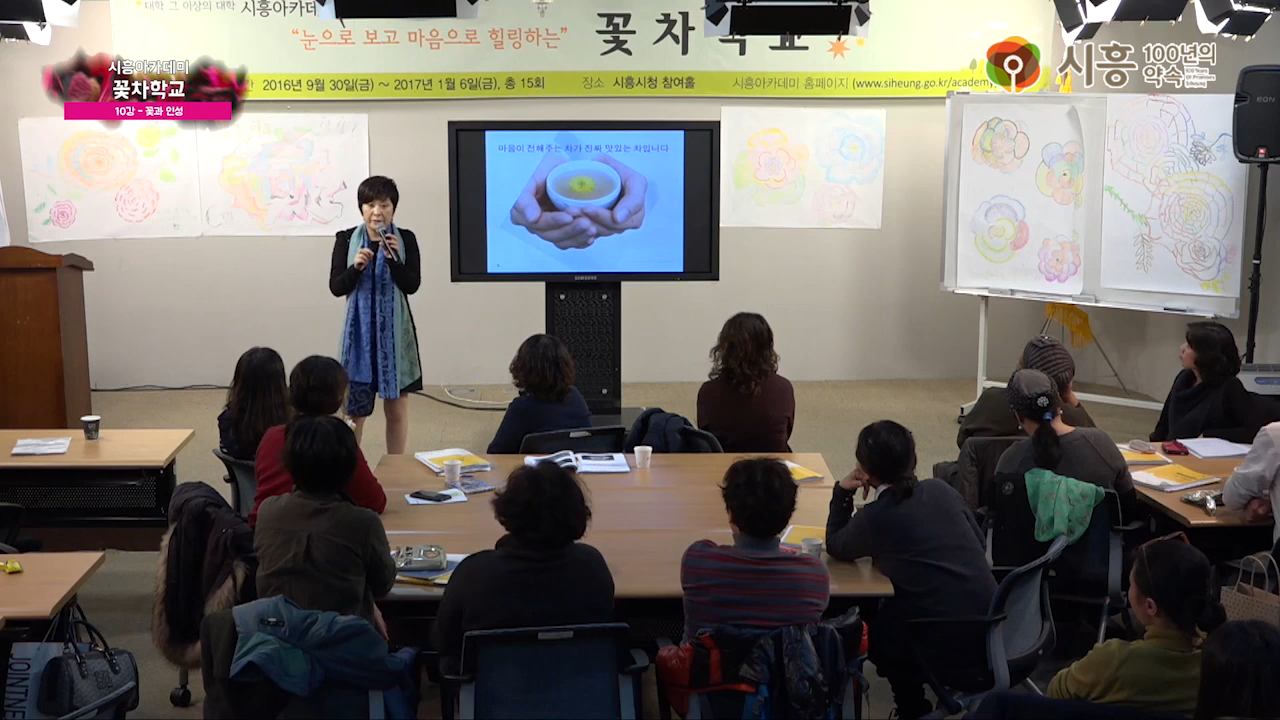 대학 그 이상의 대학 시흥아카데
"눈으로 보고 마음으로 힐링하는" 꽃차학교
2016년 9월 30일(금) ~ 2017년 1월 6일(금), 총 15회 장소 시흥시청 참여홀 시흥아카데미 홈페이지 (www.siheung.go.kr/academy
시흥아카데미
꽃차학교
10강 - 꽃과 인성
시흥 100년의
약속
마음이 전해주는 차가 진짜 맛있는 차입니다
SAMSUNG
JOINTNE